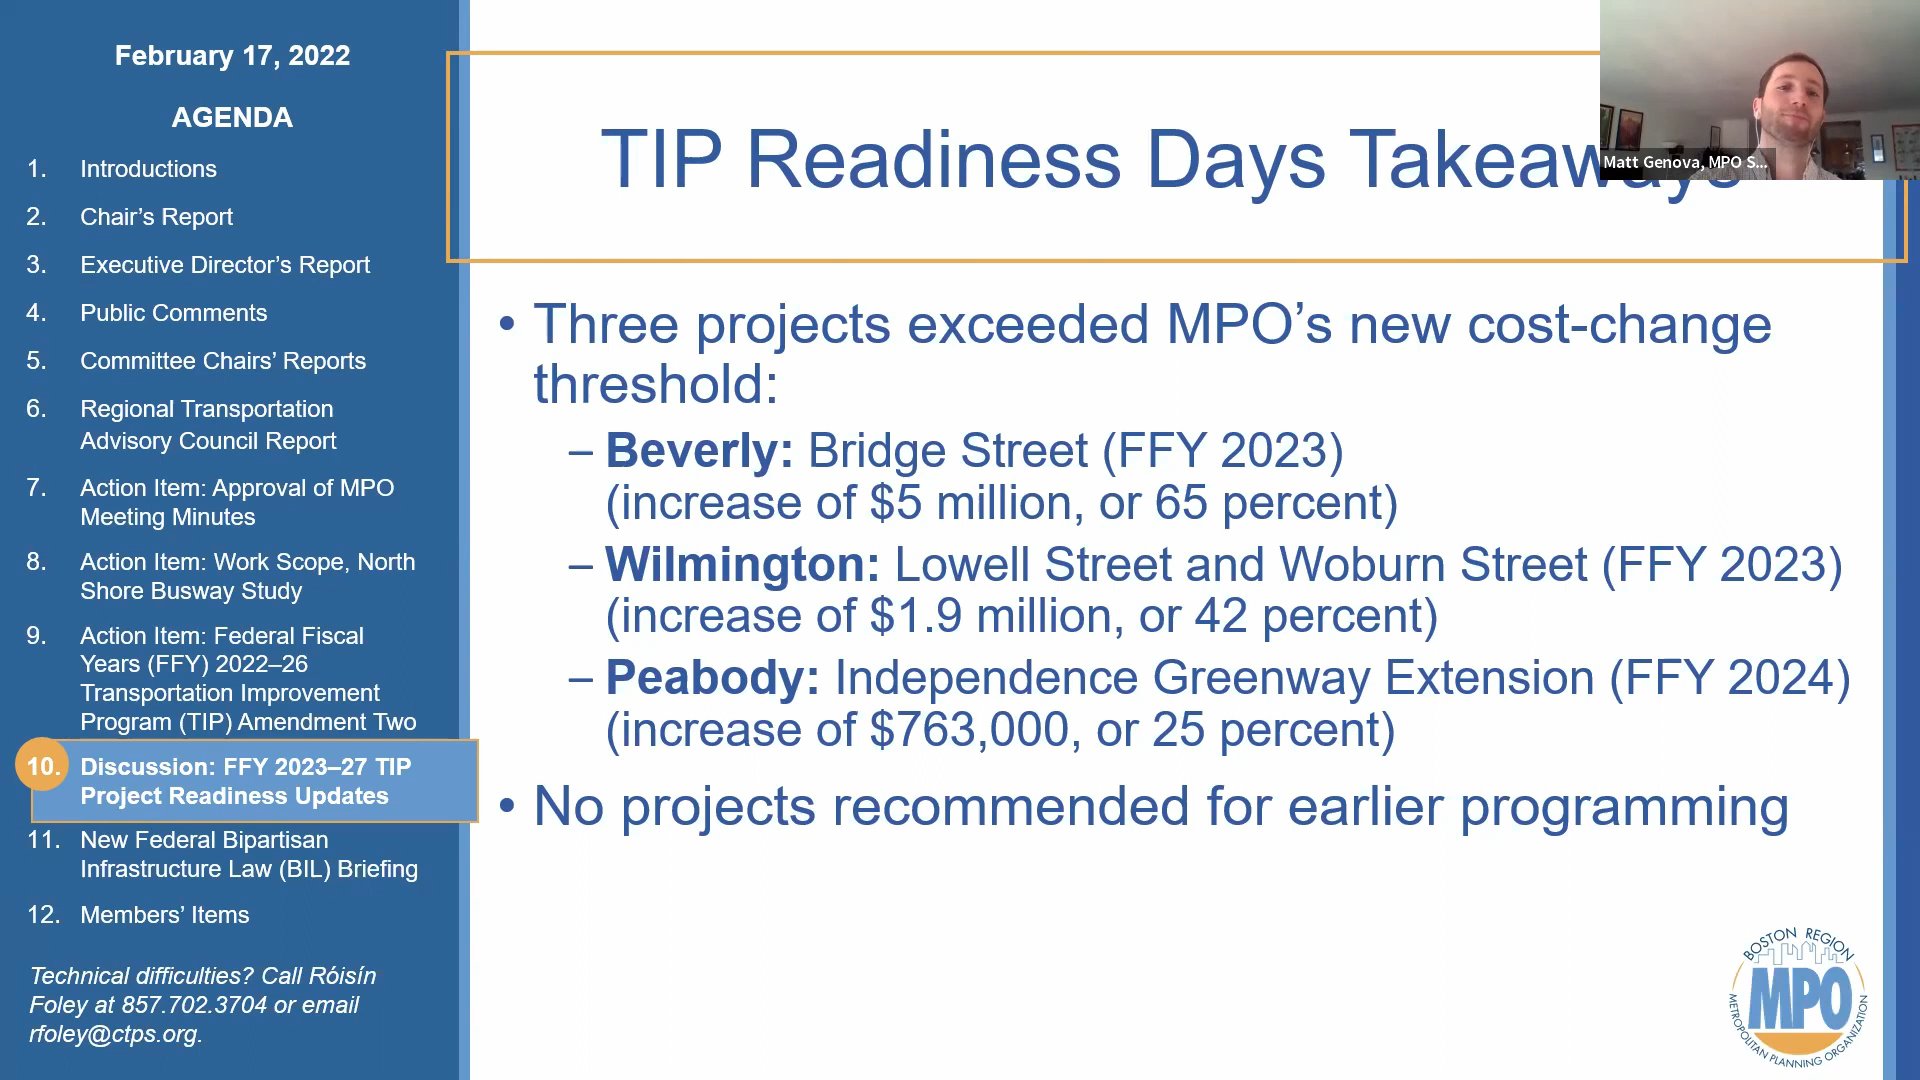 February 17, 2022
AGENDA
1. Introductions
2. Chair's Report
3. Executive Director's Report
4. Public Comments
5. Committee Chairs' Reports
6. Regional Transportation
Advisory Council Report
7. Action Item: Approval of MPO
Meeting Minutes
8. Action Item: Work Scope, North
Shore Busway Study
9. Action Item: Federal Fiscal
Years (FFY) 2022–26
Transportation Improvement
Program (TIP) Amendment Two
10. Discussion: FFY 2023–27 TIP
Project Readiness Updates
11. New Federal Bipartisan
Infrastructure Law (BIL) Briefing
12. Members' Items
Technical difficulties? Call Róisín
Foley at 857.702.3704 or email
rfoley@ctps.org.
TIP Readiness Days Takeaways
Matt Genova, MPO S...
• Three projects exceeded MPO's new cost-change
threshold:
– Beverly: Bridge Street (FFY 2023)
(increase of $5 million, or 65 percent)
– Wilmington: Lowell Street and Woburn Street (FFY 2023)
(increase of $1.9 million, or 42 percent)
– Peabody: Independence Greenway Extension (FFY 2024)
(increase of $763,000, or 25 percent)
• No projects recommended for earlier programming
BOSTON REGION
MPO
METROPOLITAN PLANNING ORGANIZATION